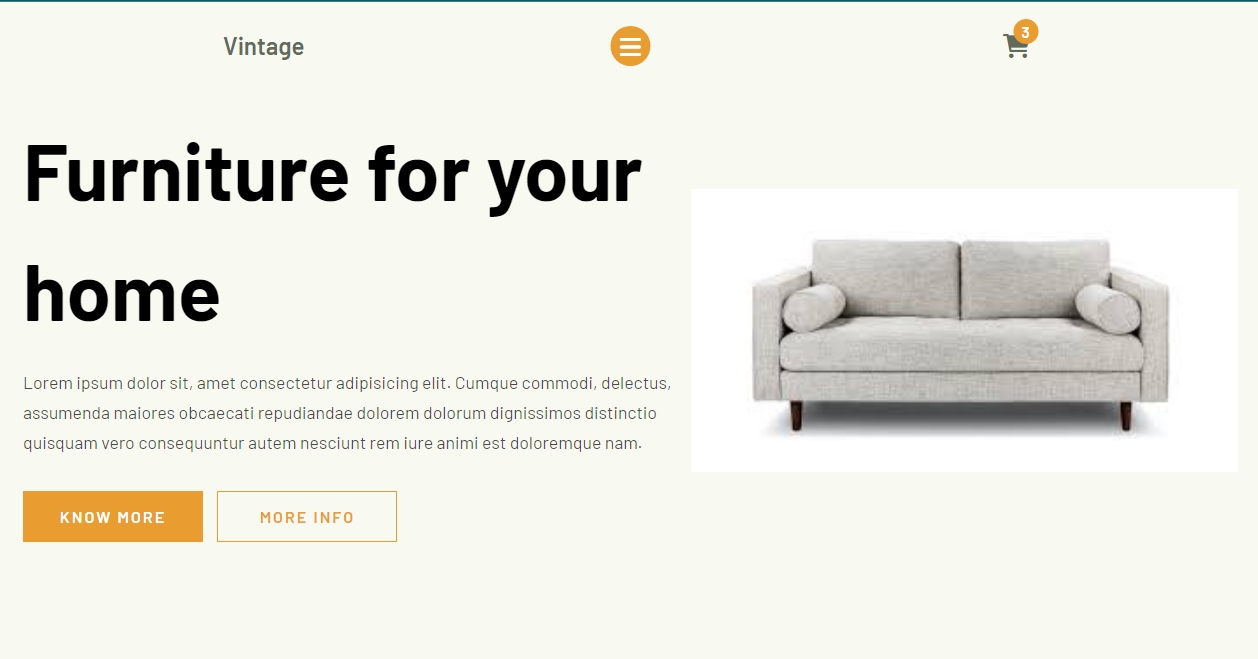 Vintage
3
Furniture for your
home
Lorem ipsum dolor sit, amet consectetur adipisicing elit. Cumque commodi, delectus,
assumenda maiores obcaecati repudiandae dolorem dolorum dignissimos distinctio
quisquam vero consequuntur autem nesciunt rem iure animi est doloremque nam.
KNOW MORE
MORE INFO